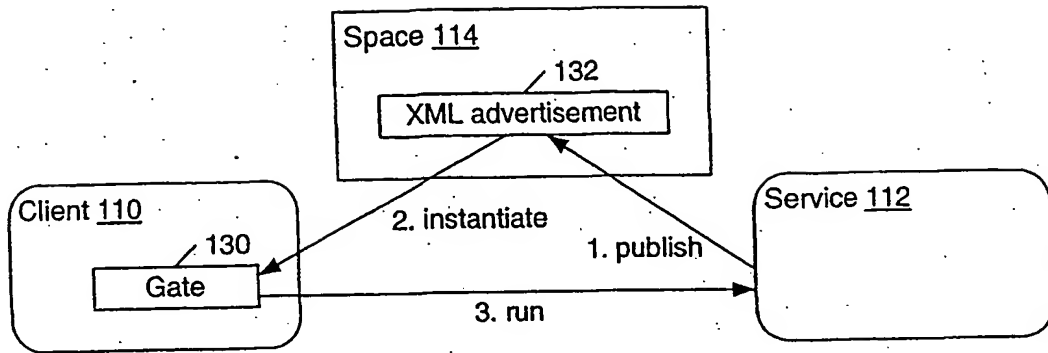 Space 114
132
XML advertisement
Client 110
2. instantiate
Service 112
130
1. publish
Gate
3. run